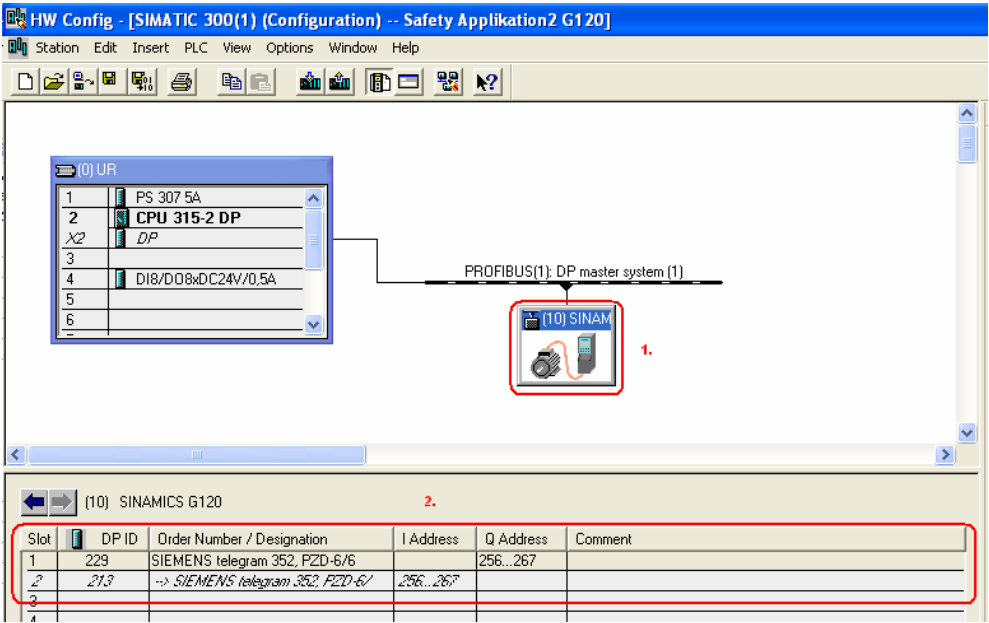 HW Config - [SIMATIC 300(1) (Configuration) -- Safety Applikation2 G120]
Station Edit Insert PLC View Options Window Help
(0) UR
1 PS 307 5A
2 CPU 315-2 DP
X2 DP
3
4 DI8/DO8xDC24V/0,5A
5
6
PROFIBUS(1): DP master system (1)
(10) SINAM
1.
(10) SINAMICS G120
2.
Slot DP ID Order Number / Designation I Address Q Address Comment
1 229 SIEMENS telegram 352, PZD-6/6 256...267
2 213 --> SIEMENS telegram 352, PZD-6/ 256...267
3
4